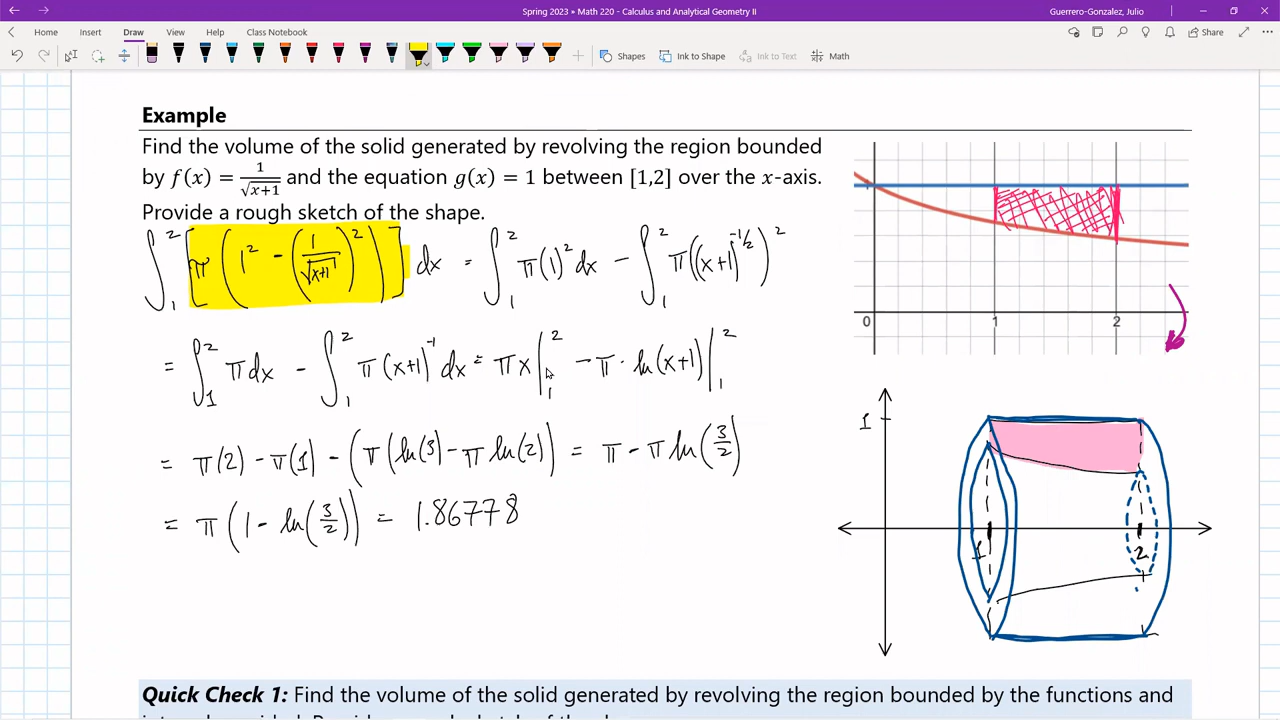 Spring 2023 » Math 220 - Calculus and Analytical Geometry II
Guerrero-Gonzalez, Julio
Home Insert Draw View Help Class Notebook
Share
Shapes Ink to Shape Ink to Text Math
Example
Find the volume of the solid generated by revolving the region bounded
by f(x) = 1/√(x+1) and the equation g(x) = 1 between [1,2] over the x-axis.
Provide a rough sketch of the shape.
∫₁² [π(1² − (1/√(x+1))²)] dx = ∫₁² π(1)² dx − ∫₁² π((x+1)^(-1/2))²
= ∫₁² π dx − ∫₁² π (x+1)^(-1) dx = πx |₁² − π · ln(x+1) |₁²
= π(2) − π(1) − (π(ln(3) − π ln(2)) = π − π ln(3/2)
= π(1 − ln(3/2)) = 1.86778
0 1 2
1
1 2
Quick Check 1: Find the volume of the solid generated by revolving the region bounded by the functions and